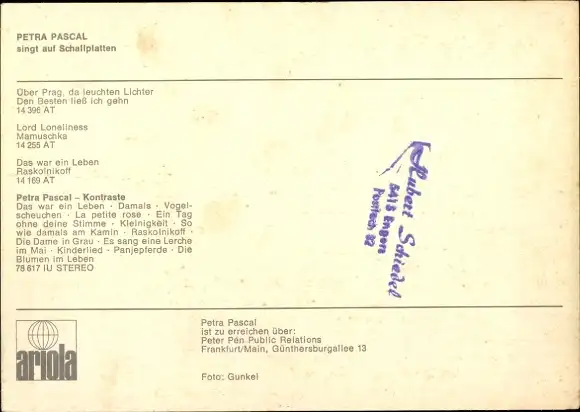 PETRA PASCAL
singt auf Schallplatten
Über Prag, da leuchten Lichter
Den Besten ließ ich gehn
14 396 AT
Lord Loneliness
Mamuschka
14 255 AT
Das war ein Leben
Raskolnikoff
14 169 AT
Petra Pascal – Kontraste
Das war ein Leben · Damals · Vogel-
scheuchen · La petite rose · Ein Tag
ohne deine Stimme · Kleinigkeit · So
wie damals am Kamin · Raskolnikoff ·
Die Dame in Grau · Es sang eine Lerche
im Mai · Kinderlied · Panjepferde · Die
Blumen im Leben
78 617 IU STEREO
Hubert Schiedel
5413 Bendorf
Postfach 32
ariola
Petra Pascal
ist zu erreichen über:
Peter Pén Public Relations
Frankfurt/Main, Günthersburgallee 13
Foto: Gunkel